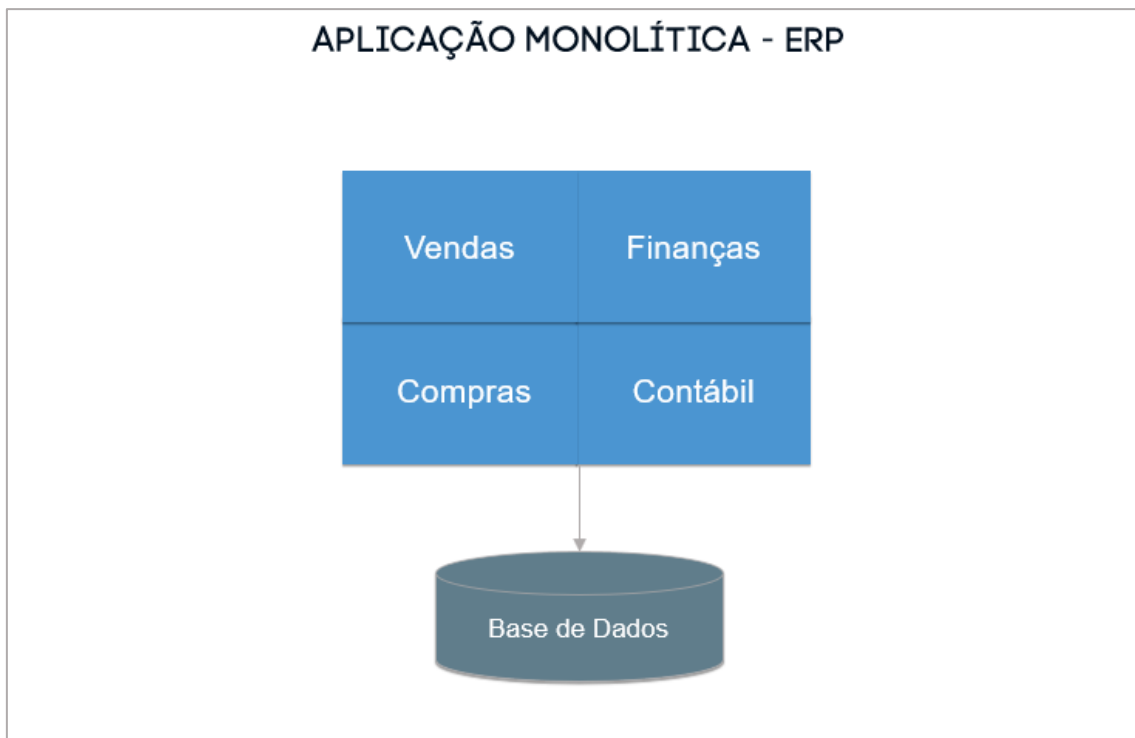 APLICAÇÃO MONOLÍTICA - ERP
Vendas
Finanças
Compras
Contábil
Base de Dados